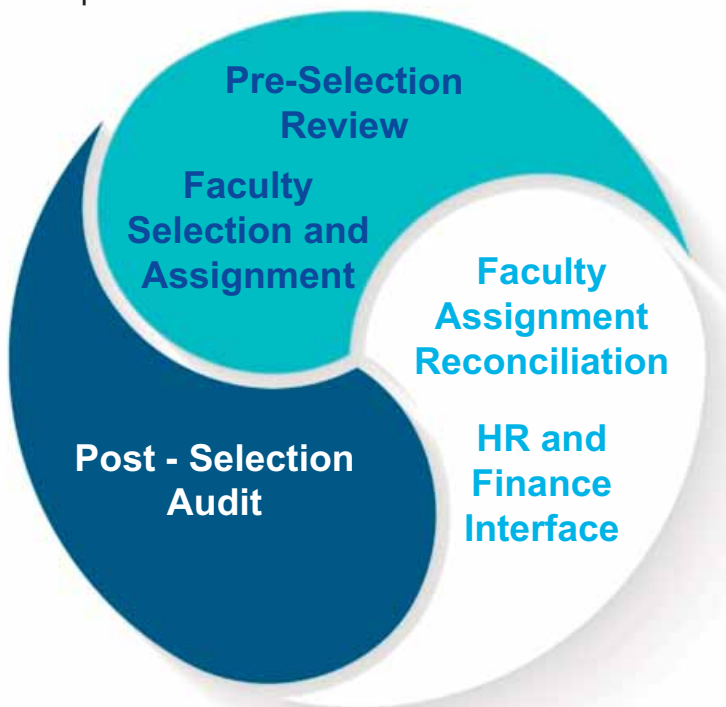 Pre-Selection
Review
Faculty
Selection and
Assignment
Faculty
Assignment
Reconciliation
HR and
Finance
Interface
Post - Selection
Audit